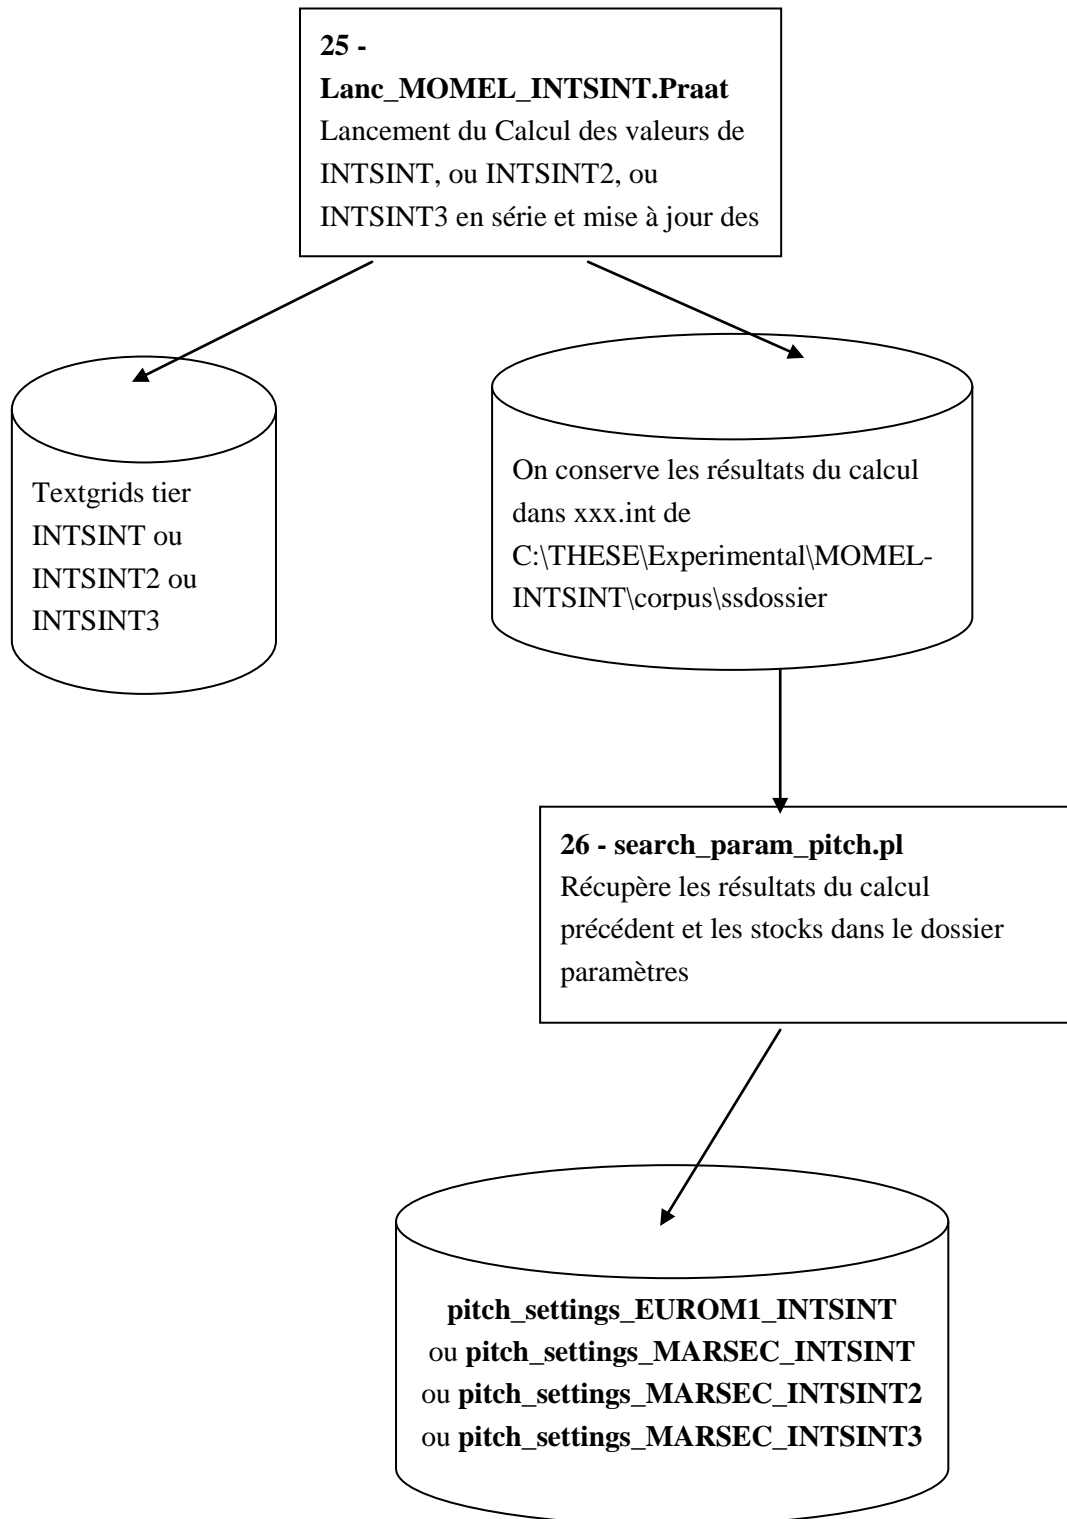 25 -
Lanc_MOMEL_INTSINT.Praat
Lancement du Calcul des valeurs de
INTSINT, ou INTSINT2, ou
INTSINT3 en série et mise à jour des
Textgrids tier
INTSINT ou
INTSINT2 ou
INTSINT3
On conserve les résultats du calcul
dans xxx.int de
C:\THESE\Experimental\MOMEL-
INTSINT\corpus\ssdossier
26 - search_param_pitch.pl
Récupère les résultats du calcul
précédent et les stocks dans le dossier
paramètres
pitch_settings_EUROM1_INTSINT
ou pitch_settings_MARSEC_INTSINT
ou pitch_settings_MARSEC_INTSINT2
ou pitch_settings_MARSEC_INTSINT3